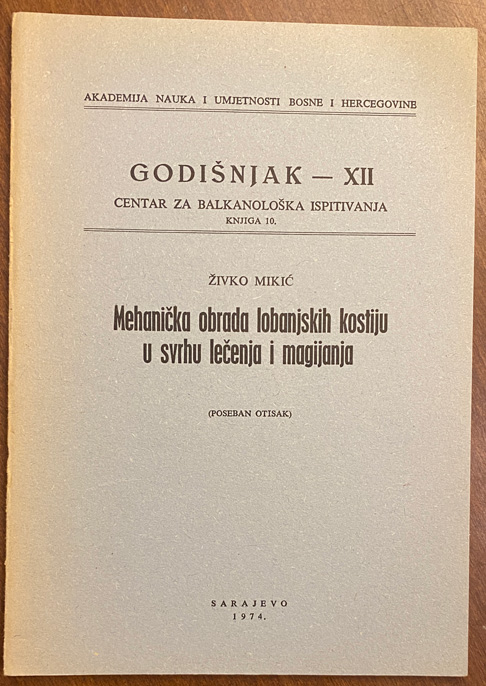 AKADEMIJA NAUKA I UMJETNOSTI BOSNE I HERCEGOVINE
GODIŠNJAK — XII
CENTAR ZA BALKANOLOŠKA ISPITIVANJA
KNJIGA 10.
ŽIVKO MIKIĆ
Mehanička obrada lobanjskih kostiju
u svrhu lečenja i magijanja
(POSEBAN OTISAK)
SARAJEVO
1974.